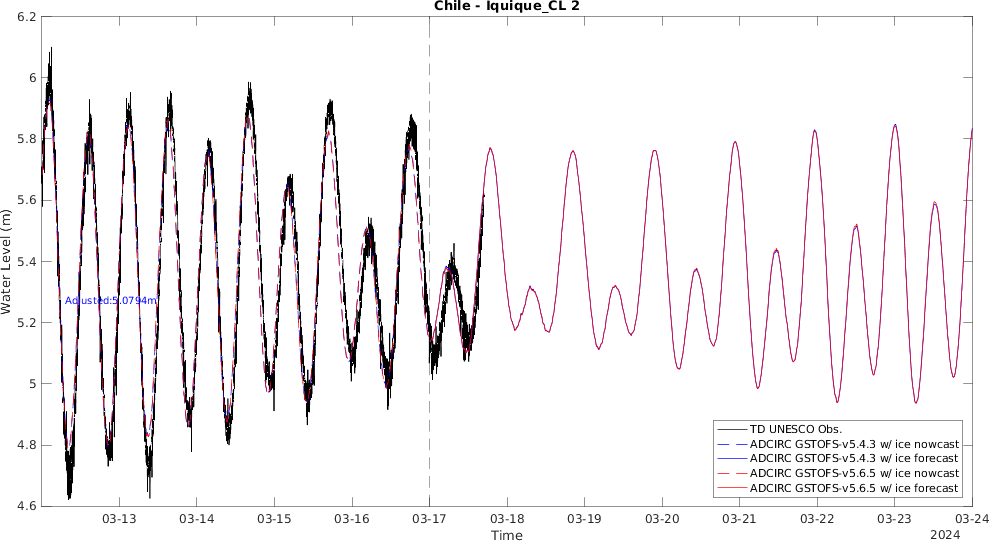 Chile - Iquique_CL 2
6.2
6
5.8
5.6
5.4
5.2
5
4.8
4.6
Water Level (m)
Adjusted:5.0794m
TD UNESCO Obs.
ADCIRC GSTOFS-v5.4.3 w/ ice nowcast
ADCIRC GSTOFS-v5.4.3 w/ ice forecast
ADCIRC GSTOFS-v5.6.5 w/ ice nowcast
ADCIRC GSTOFS-v5.6.5 w/ ice forecast
03-13 03-14 03-15 03-16 03-17 03-18 03-19 03-20 03-21 03-22 03-23 03-24
Time
2024